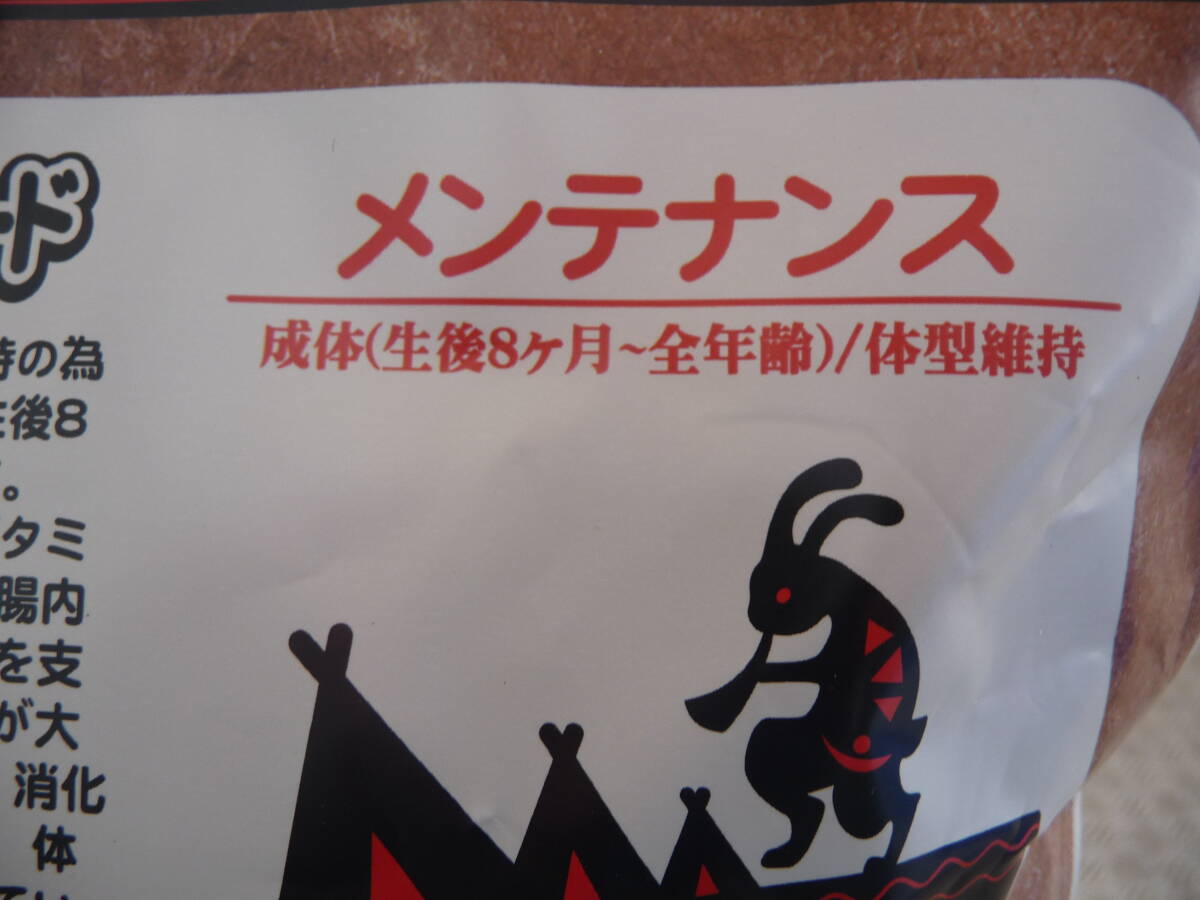 メンテナンス
成体(生後8ヶ月~全年齢)/体型維持
ード
持の為
生後8
。
タミ
腸内
を支
が大
消化
体